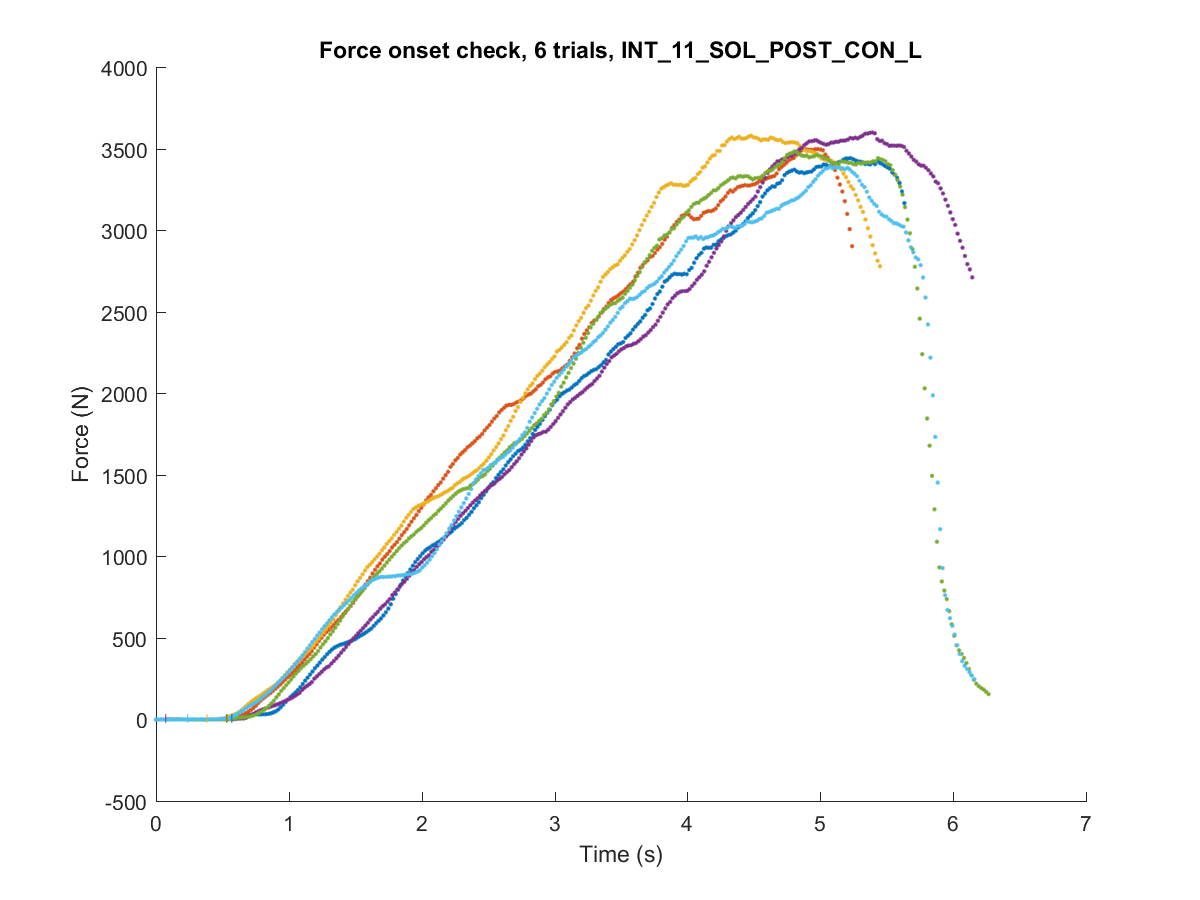 Force onset check, 6 trials, INT_11_SOL_POST_CON_L
4000
3500
3000
2500
2000
1500
1000
500
0
-500
Force (N)
0 1 2 3 4 5 6 7
Time (s)